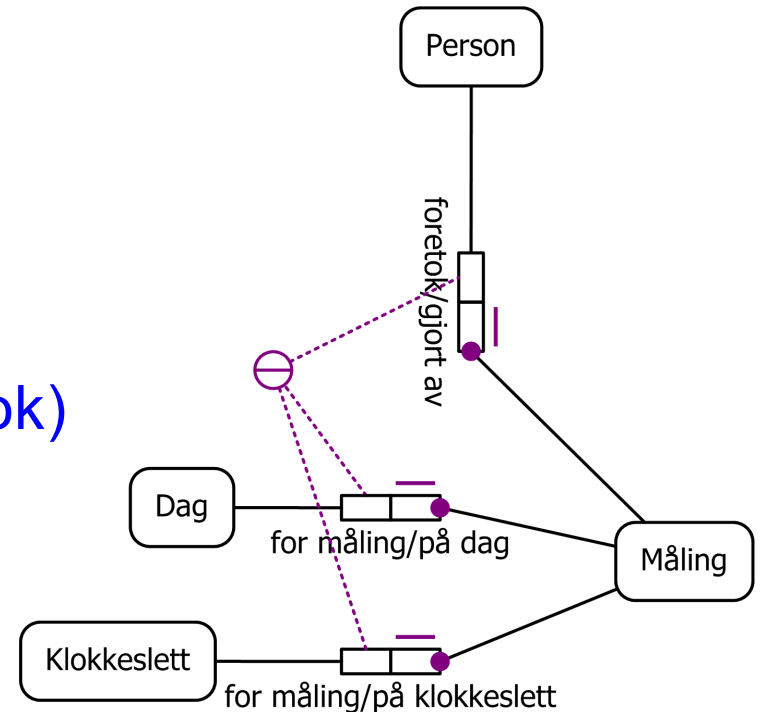 Person
foretok/gjort av
ok)
Dag
for måling/på dag
Måling
Klokkeslett
for måling/på klokkeslett